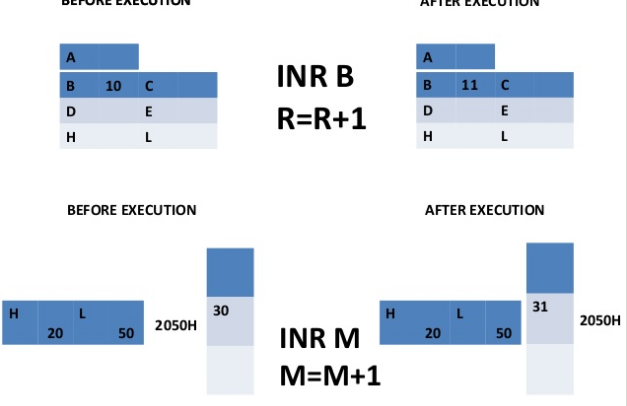 BEFORE EXECUTION
AFTER EXECUTION
A
B 10 C
D E
H L
INR B
R=R+1
A
B 11 C
D E
H L
BEFORE EXECUTION
AFTER EXECUTION
H L
20 50
2050H
30
INR M
M=M+1
H L
20 50
31
2050H